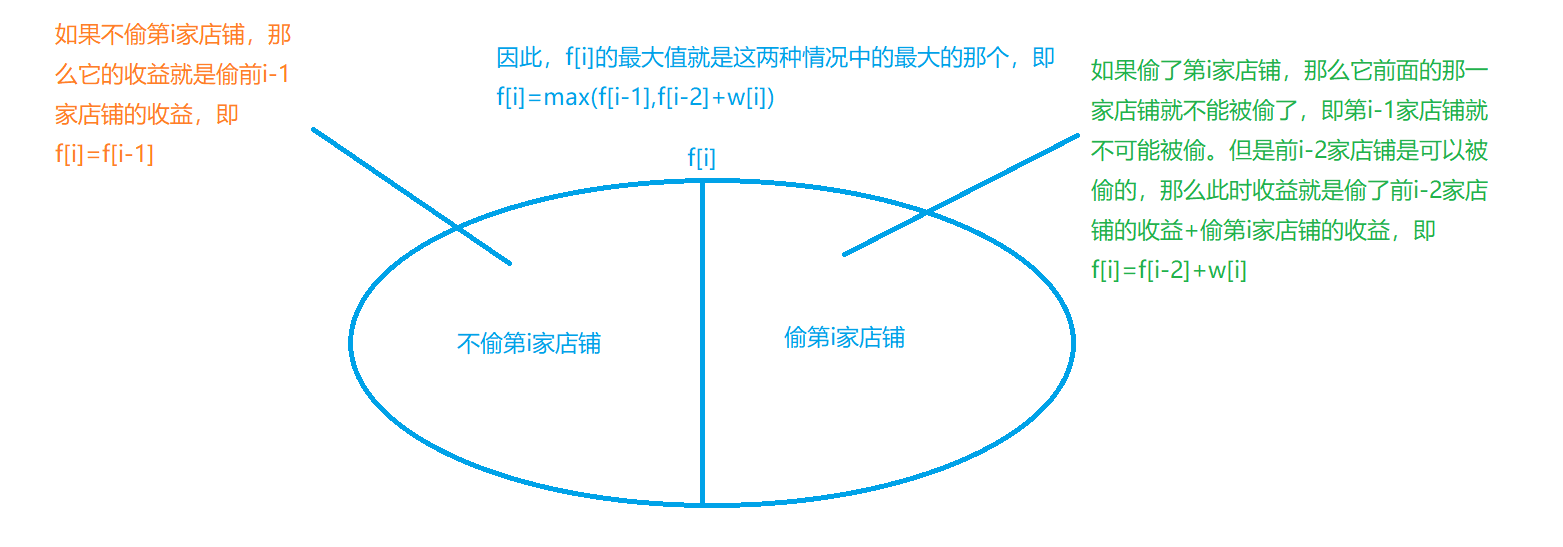 如果不偷第i家店铺，那
么它的收益就是偷前i-1
家店铺的收益，即
f[i]=f[i-1]
因此，f[i]的最大值就是这两种情况中的最大的那个，即
f[i]=max(f[i-1],f[i-2]+w[i])
如果偷了第i家店铺，那么它前面的那一
家店铺就不能被偷了，即第i-1家店铺就
不可能被偷。但是前i-2家店铺是可以被
偷的，那么此时收益就是偷了前i-2家店
铺的收益+偷第i家店铺的收益，即
f[i]=f[i-2]+w[i]
f[i]
不偷第i家店铺
偷第i家店铺